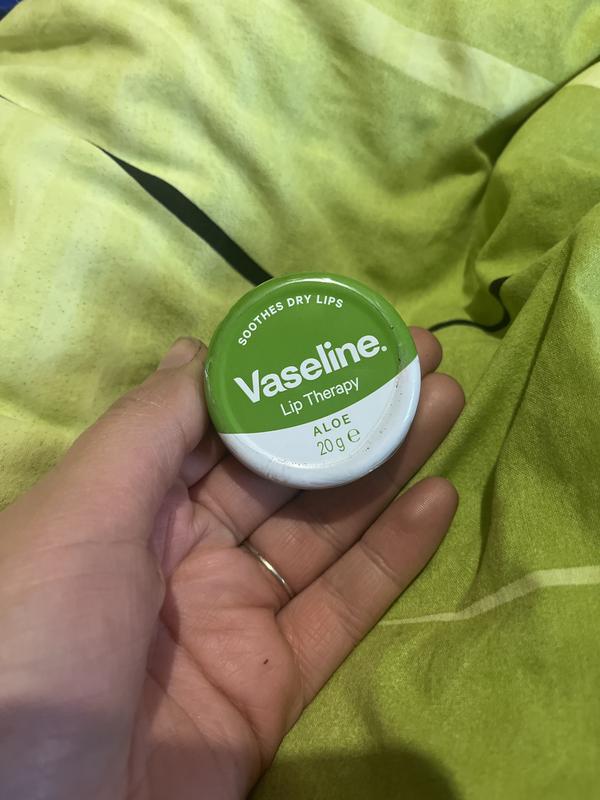 SOOTHES DRY LIPS
Vaseline.
Lip Therapy
ALOE
20 g ℮